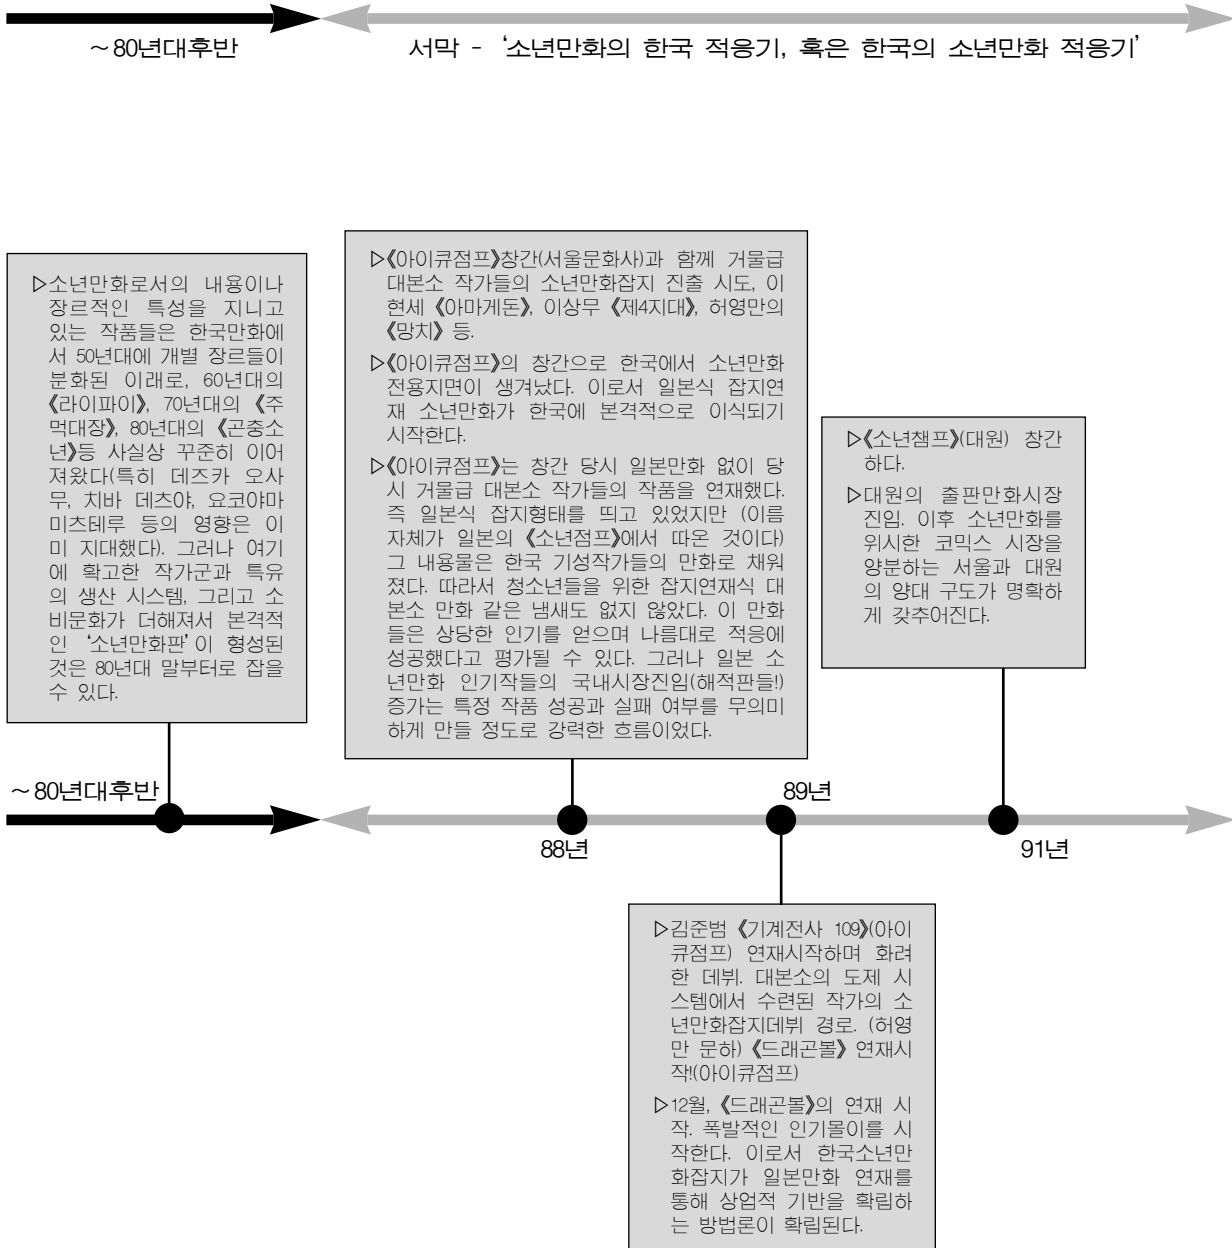 ~80년대후반
서막 - ‘소년만화의 한국 적응기, 혹은 한국의 소년만화 적응기’
▷소년만화로서의 내용이나
장르적인 특성을 지니고
있는 작품들은 한국만화에
서 50년대에 개별 장르들이
분화된 이래로, 60년대의
《라이파이》, 70년대의 《주
먹대장》, 80년대의 《곤충소
년》등 사실상 꾸준히 이어
져왔다(특히 데즈카 오사
무, 치바 데츠야, 요코야마
미츠테루 등의 영향은 이
미 지대했다). 그러나 여기
에 확고한 작가군과 특유
의 생산 시스템, 그리고 소
비문화가 더해져서 본격적
인 ‘소년만화판’이 형성된
것은 80년대 말부터로 잡을
수 있다.
▷《아이큐점프》창간(서울문화사)과 함께 거물급
대본소 작가들의 소년만화잡지 진출 시도, 이
현세 《아마게돈》, 이상무 《제4지대》, 허영만의
《망치》 등.
▷《아이큐점프》의 창간으로 한국에서 소년만화
전용지면이 생겨났다. 이로서 일본식 잡지연
재 소년만화가 한국에 본격적으로 이식되기
시작한다.
▷《아이큐점프》는 창간 당시 일본만화 없이 당
시 거물급 대본소 작가들의 작품을 연재했다.
즉 일본식 잡지형태를 띄고 있었지만 (이름
자체가 일본의 《소년점프》에서 따온 것이다)
그 내용물은 한국 기성작가들의 만화로 채워
졌다. 따라서 청소년들을 위한 잡지연재식 대
본소 만화 같은 냄새도 없지 않았다. 이 만화
들은 상당한 인기를 얻으며 나름대로 적응에
성공했다고 평가될 수 있다. 그러나 일본 소
년만화 인기작들의 국내시장진입(해적판들!)
증가는 특정 작품 성공과 실패 여부를 무의미
하게 만들 정도로 강력한 흐름이었다.
▷《소년챔프》(대원) 창간
하다.
▷대원의 출판만화시장
진입. 이후 소년만화를
위시한 코믹스 시장을
양분하는 서울과 대원
의 양대 구도가 명확하
게 갖추어진다.
~80년대후반
88년
89년
91년
▷김준범 《기계전사 109》(아이
큐점프) 연재시작하며 화려
한 데뷔. 대본소의 도제 시
스템에서 수련된 작가의 소
년만화잡지데뷔 경로. (허영
만 문하) 《드래곤볼》 연재시
작!(아이큐점프)
▷12월, 《드래곤볼》의 연재 시
작. 폭발적인 인기몰이를 시
작한다. 이로서 한국소년만
화잡지가 일본만화 연재를
통해 상업적 기반을 확립하
는 방법론이 확립된다.